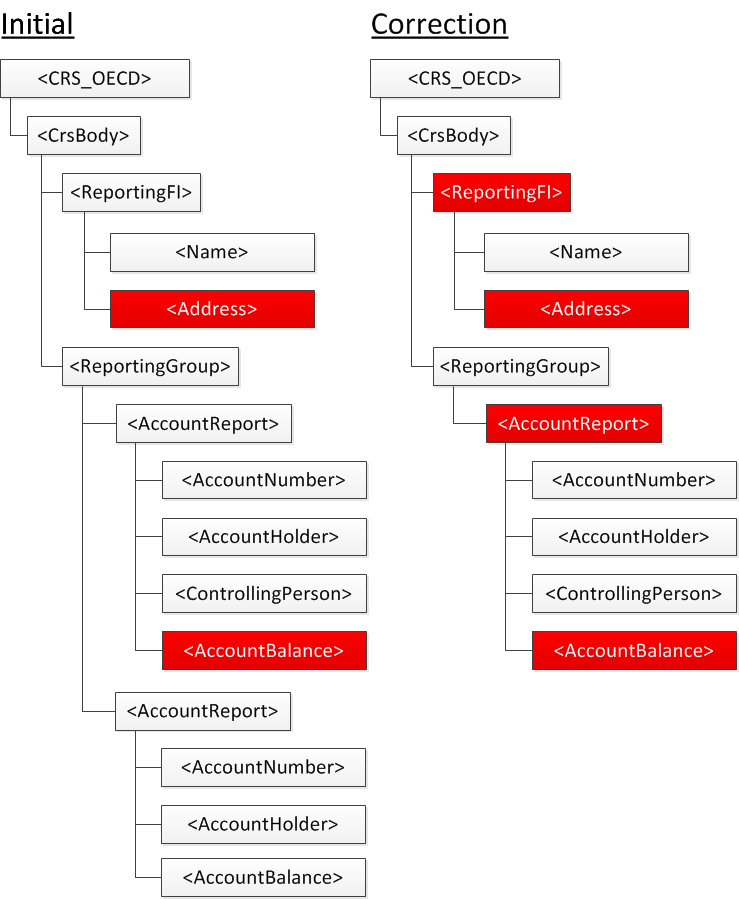 Initial
<CRS_OECD>
<CrsBody>
<ReportingFI>
<Name>
<Address>
<ReportingGroup>
<AccountReport>
<AccountNumber>
<AccountHolder>
<ControllingPerson>
<AccountBalance>
<AccountReport>
<AccountNumber>
<AccountHolder>
<AccountBalance>
Correction
<CRS_OECD>
<CrsBody>
<ReportingFI>
<Name>
<Address>
<ReportingGroup>
<AccountReport>
<AccountNumber>
<AccountHolder>
<ControllingPerson>
<AccountBalance>